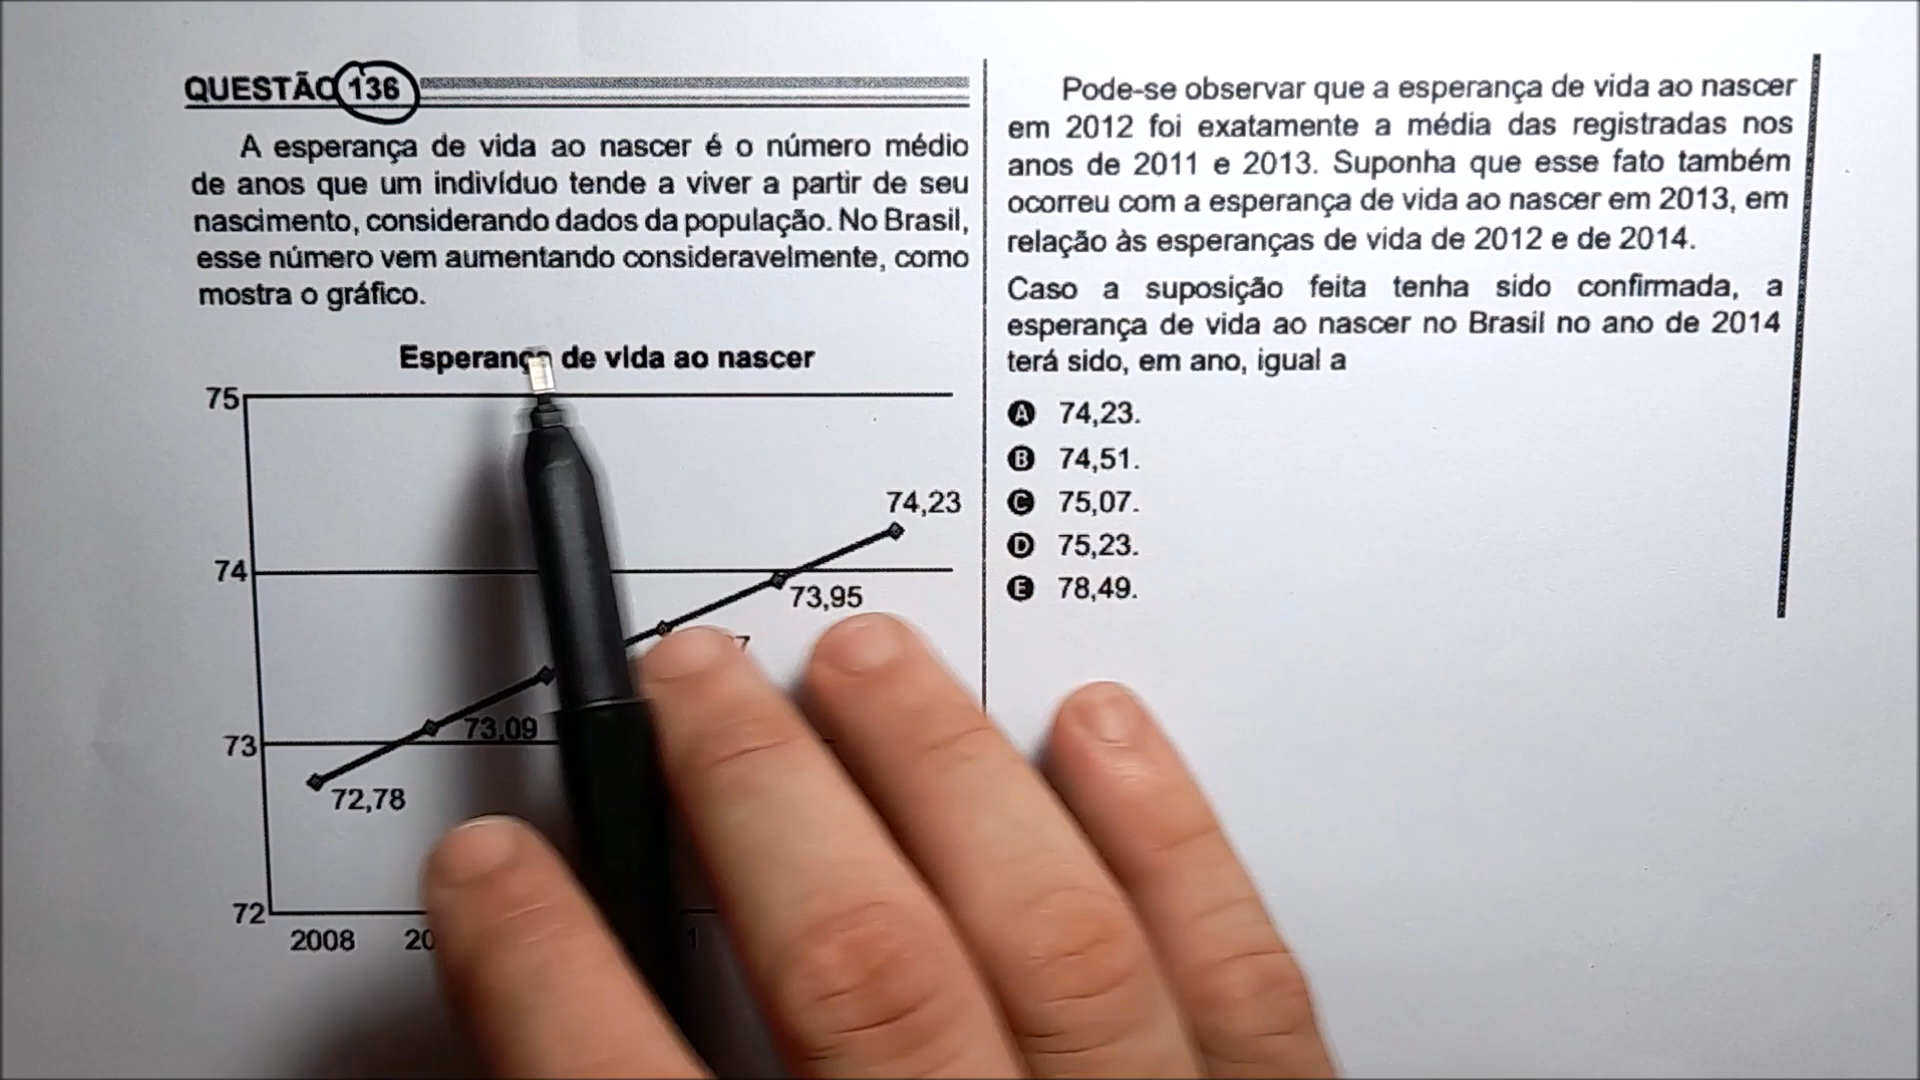 QUESTÃO 136
A esperança de vida ao nascer é o número médio
de anos que um indivíduo tende a viver a partir de seu
nascimento, considerando dados da população. No Brasil,
esse número vem aumentando consideravelmente, como
mostra o gráfico.
Esperança de vida ao nascer
75
74,23
74
73,95
7
73,09
73
72,78
72
2008 20 1
Pode-se observar que a esperança de vida ao nascer
em 2012 foi exatamente a média das registradas nos
anos de 2011 e 2013. Suponha que esse fato também
ocorreu com a esperança de vida ao nascer em 2013, em
relação às esperanças de vida de 2012 e de 2014.
Caso a suposição feita tenha sido confirmada, a
esperança de vida ao nascer no Brasil no ano de 2014
terá sido, em ano, igual a
A 74,23.
B 74,51.
C 75,07.
D 75,23.
E 78,49.